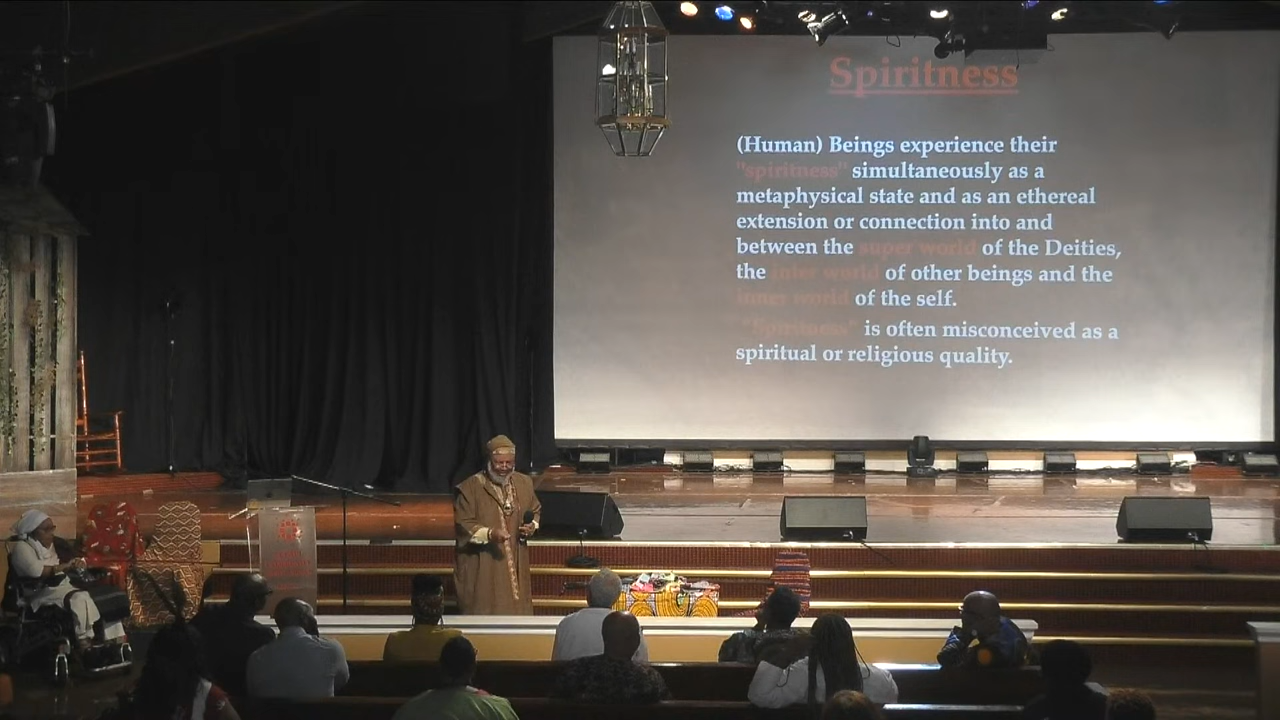 Spiritness
(Human) Beings experience their
"spiritness" simultaneously as a
metaphysical state and as an ethereal
extension or connection into and
between the super world of the Deities,
the inter world of other beings and the
inner world of the self.
"Spiritness" is often misconceived as a
spiritual or religious quality.